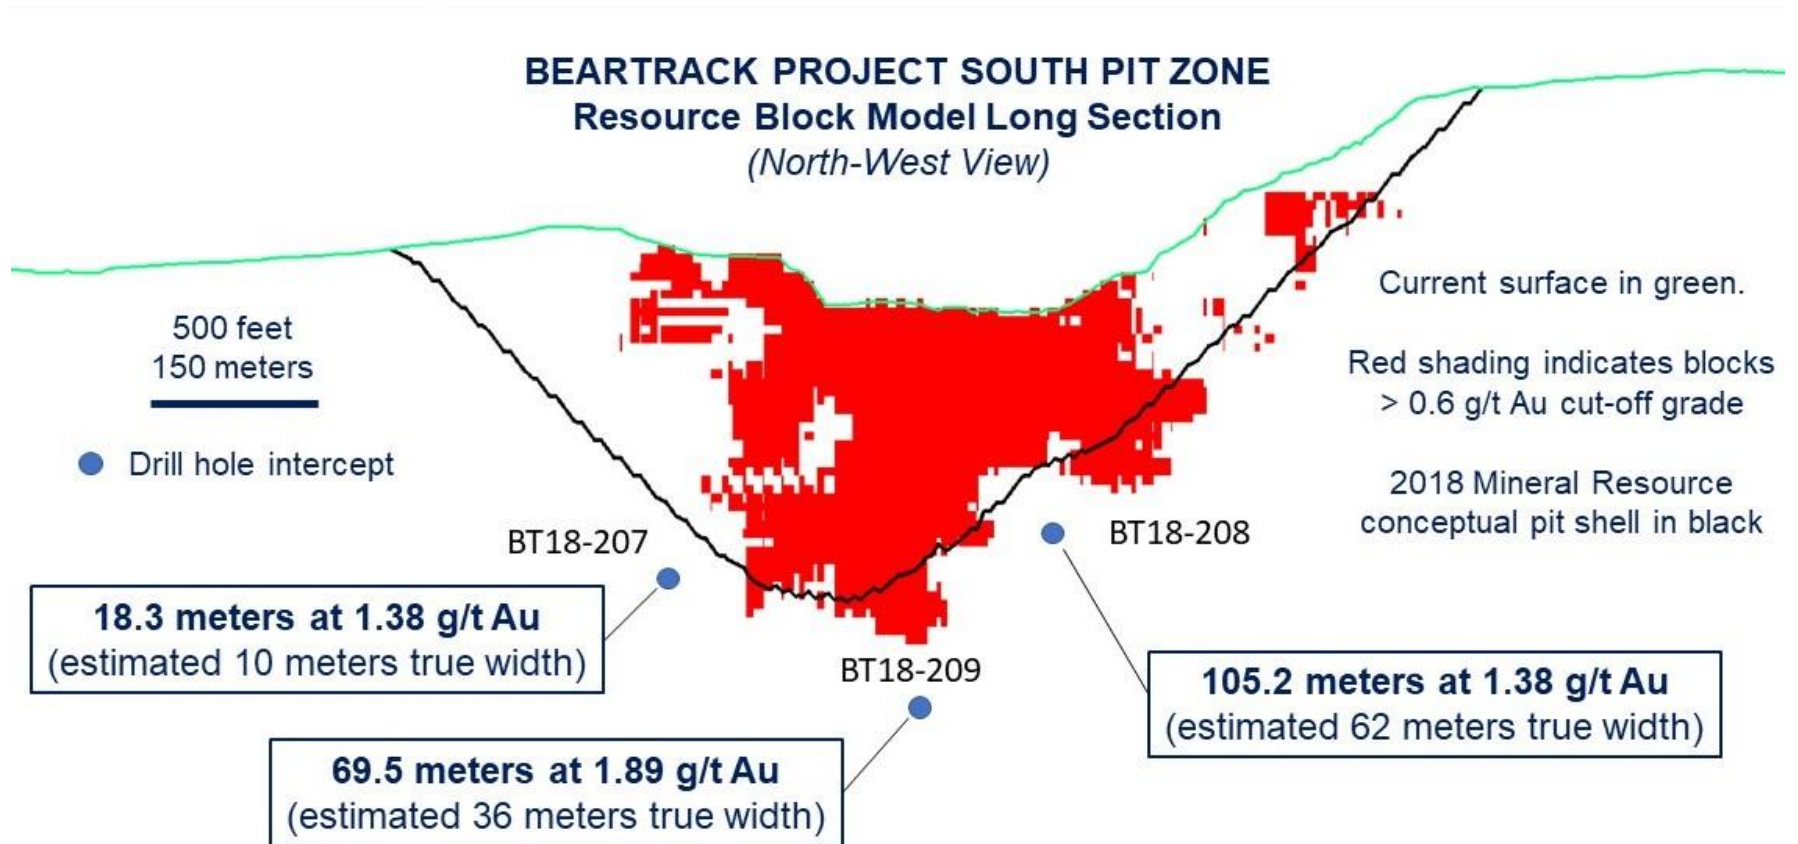 BEARTRACK PROJECT SOUTH PIT ZONE
Resource Block Model Long Section
(North-West View)
500 feet
150 meters
Drill hole intercept
Current surface in green.
Red shading indicates blocks
> 0.6 g/t Au cut-off grade
2018 Mineral Resource
conceptual pit shell in black
BT18-207
18.3 meters at 1.38 g/t Au
(estimated 10 meters true width)
BT18-209
69.5 meters at 1.89 g/t Au
(estimated 36 meters true width)
BT18-208
105.2 meters at 1.38 g/t Au
(estimated 62 meters true width)